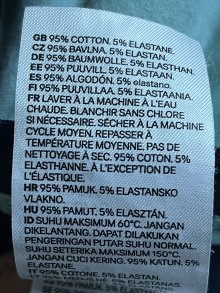 GB 95% COTTON. 5% ELASTANE.
CZ 95% BAVLNA. 5% ELASTAN.
DE 95% BAUMWOLLE. 5% ELASTHAN.
EE 95% PUUVILL. 5% ELASTAAN.
ES 95% ALGODÓN. 5% elastano.
FI 95% PUUVILLAA. 5% ELASTAANIA.
FR LAVER À LA MACHINE À L'EAU
CHAUDE. BLANCHIR SANS CHLORE
SI NÉCESSAIRE. SÉCHER À LA MACHINE
CYCLE MOYEN. REPASSER À
TEMPÉRATURE MOYENNE. PAS DE
NETTOYAGE À SEC. 95% COTON. 5%
ELASTHANNE. À L'EXCEPTION DE
L'ÉLASTIQUE.
HR 95% PAMUK. 5% ELASTANSKO
VLAKNO.
HU 95% PAMUT. 5% ELASZTÁN.
ID SUHU MAKSIMUM 60°C. JANGAN
DIKELANTANG. DAPAT DILAKUKAN
PENGERINGAN PUTAR SUHU NORMAL.
SUHU SETERIKA MAKSIMUM 150°C.
JANGAN CUCI KERING. 95% KATUN. 5%
ELASTANE.
IT 95% COTONE. 5% ELASTAN